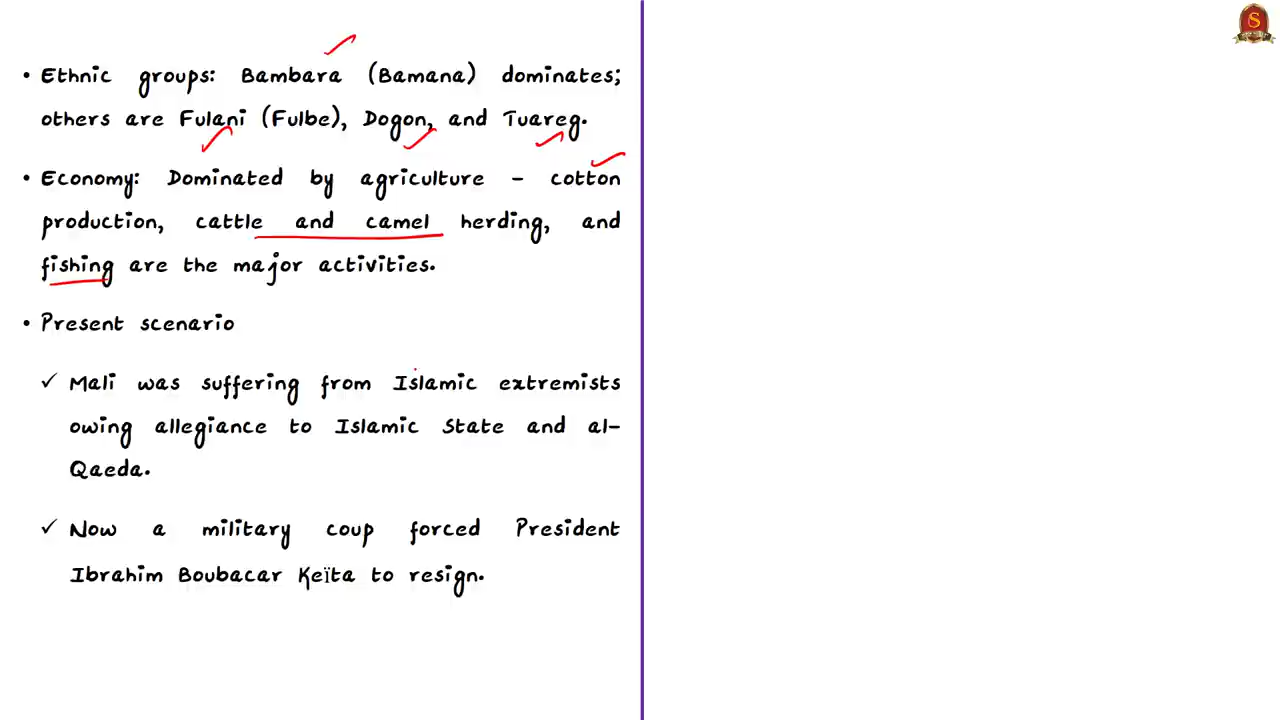 • Ethnic groups: Bambara (Bamana) dominates;
others are Fulani (Fulbe), Dogon, and Tuareg.
• Economy: Dominated by agriculture – cotton
production, cattle and camel herding, and
fishing are the major activities.
• Present scenario
✓ Mali was suffering from Islamic extremists
owing allegiance to Islamic State and al-
Qaeda.
✓ Now a military coup forced President
Ibrahim Boubacar Keïta to resign.
S